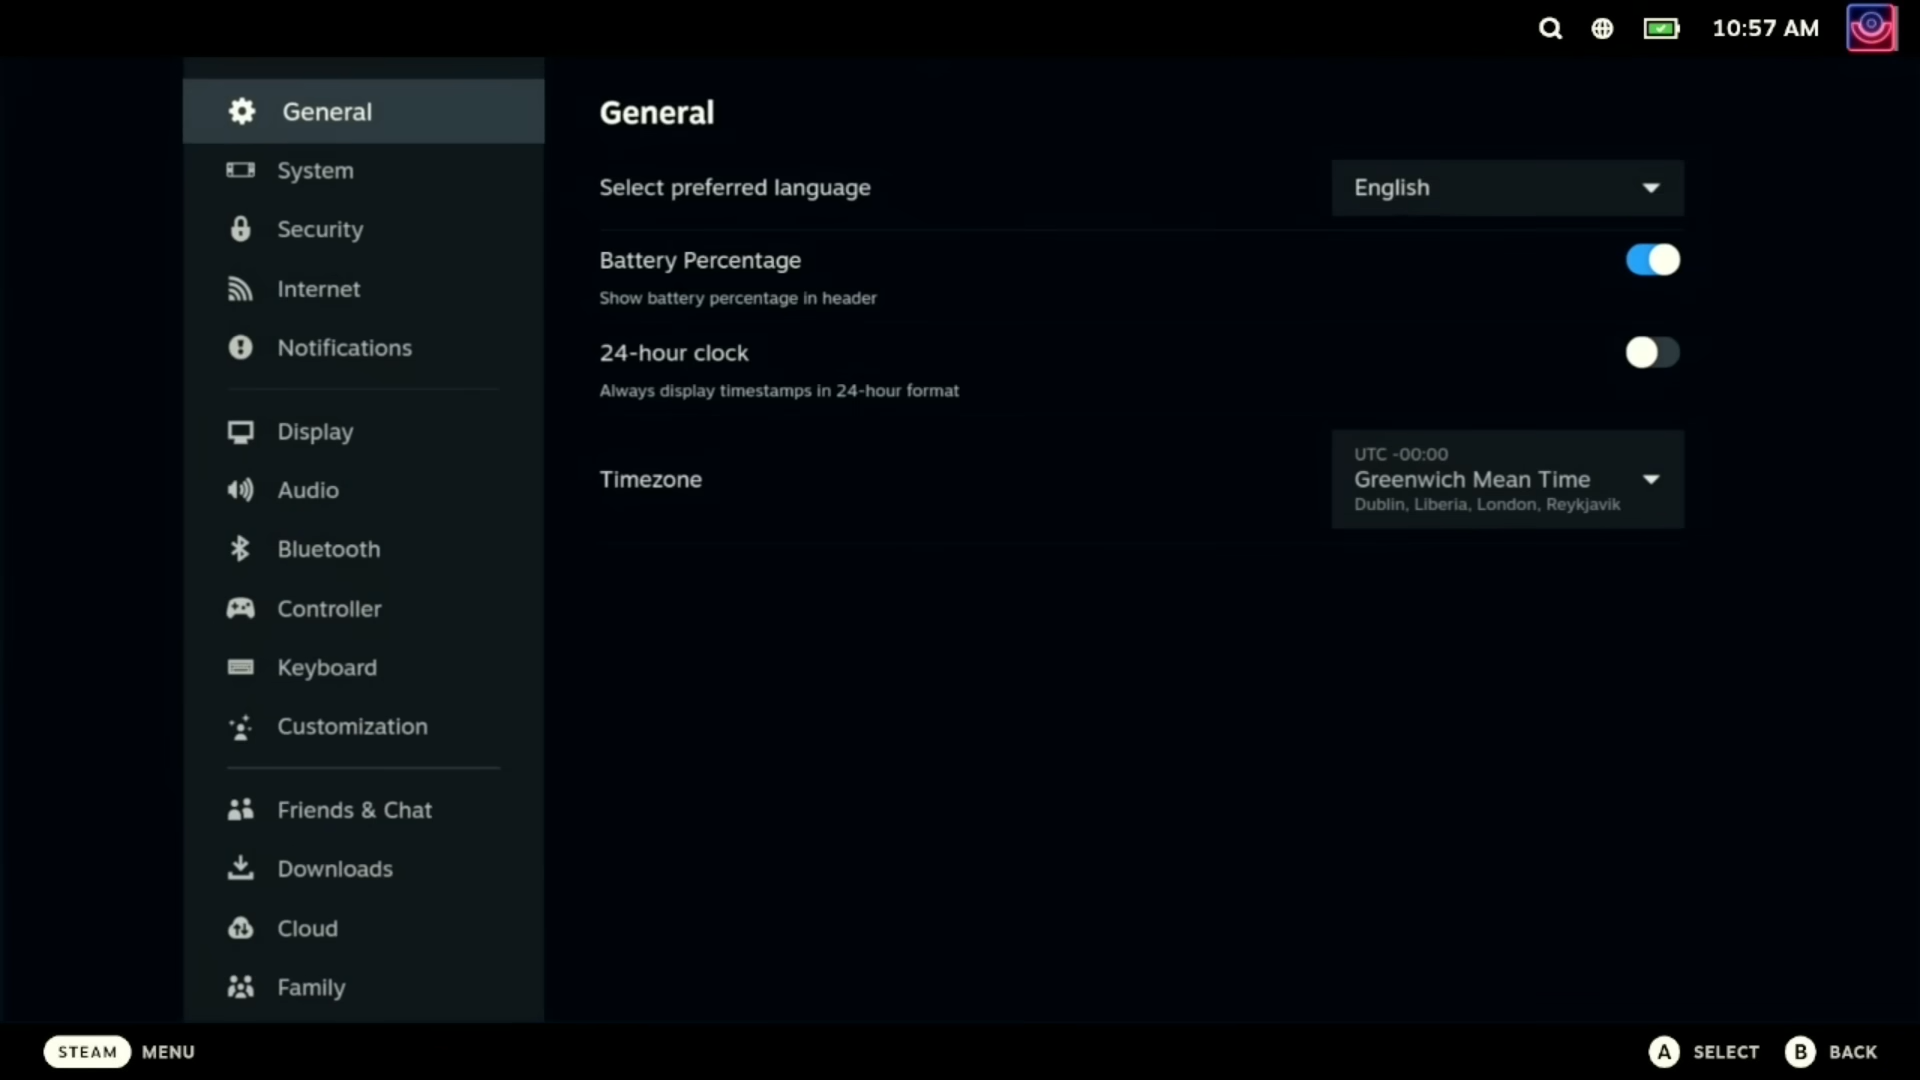 10:57 AM
General
System
Security
Internet
Notifications
Display
Audio
Bluetooth
Controller
Keyboard
Customization
Friends & Chat
Downloads
Cloud
Family
General
Select preferred language
English
Battery Percentage
Show battery percentage in header
24-hour clock
Always display timestamps in 24-hour format
Timezone
UTC -00:00
Greenwich Mean Time
Dublin, Liberia, London, Reykjavik
STEAM MENU
A SELECT B BACK